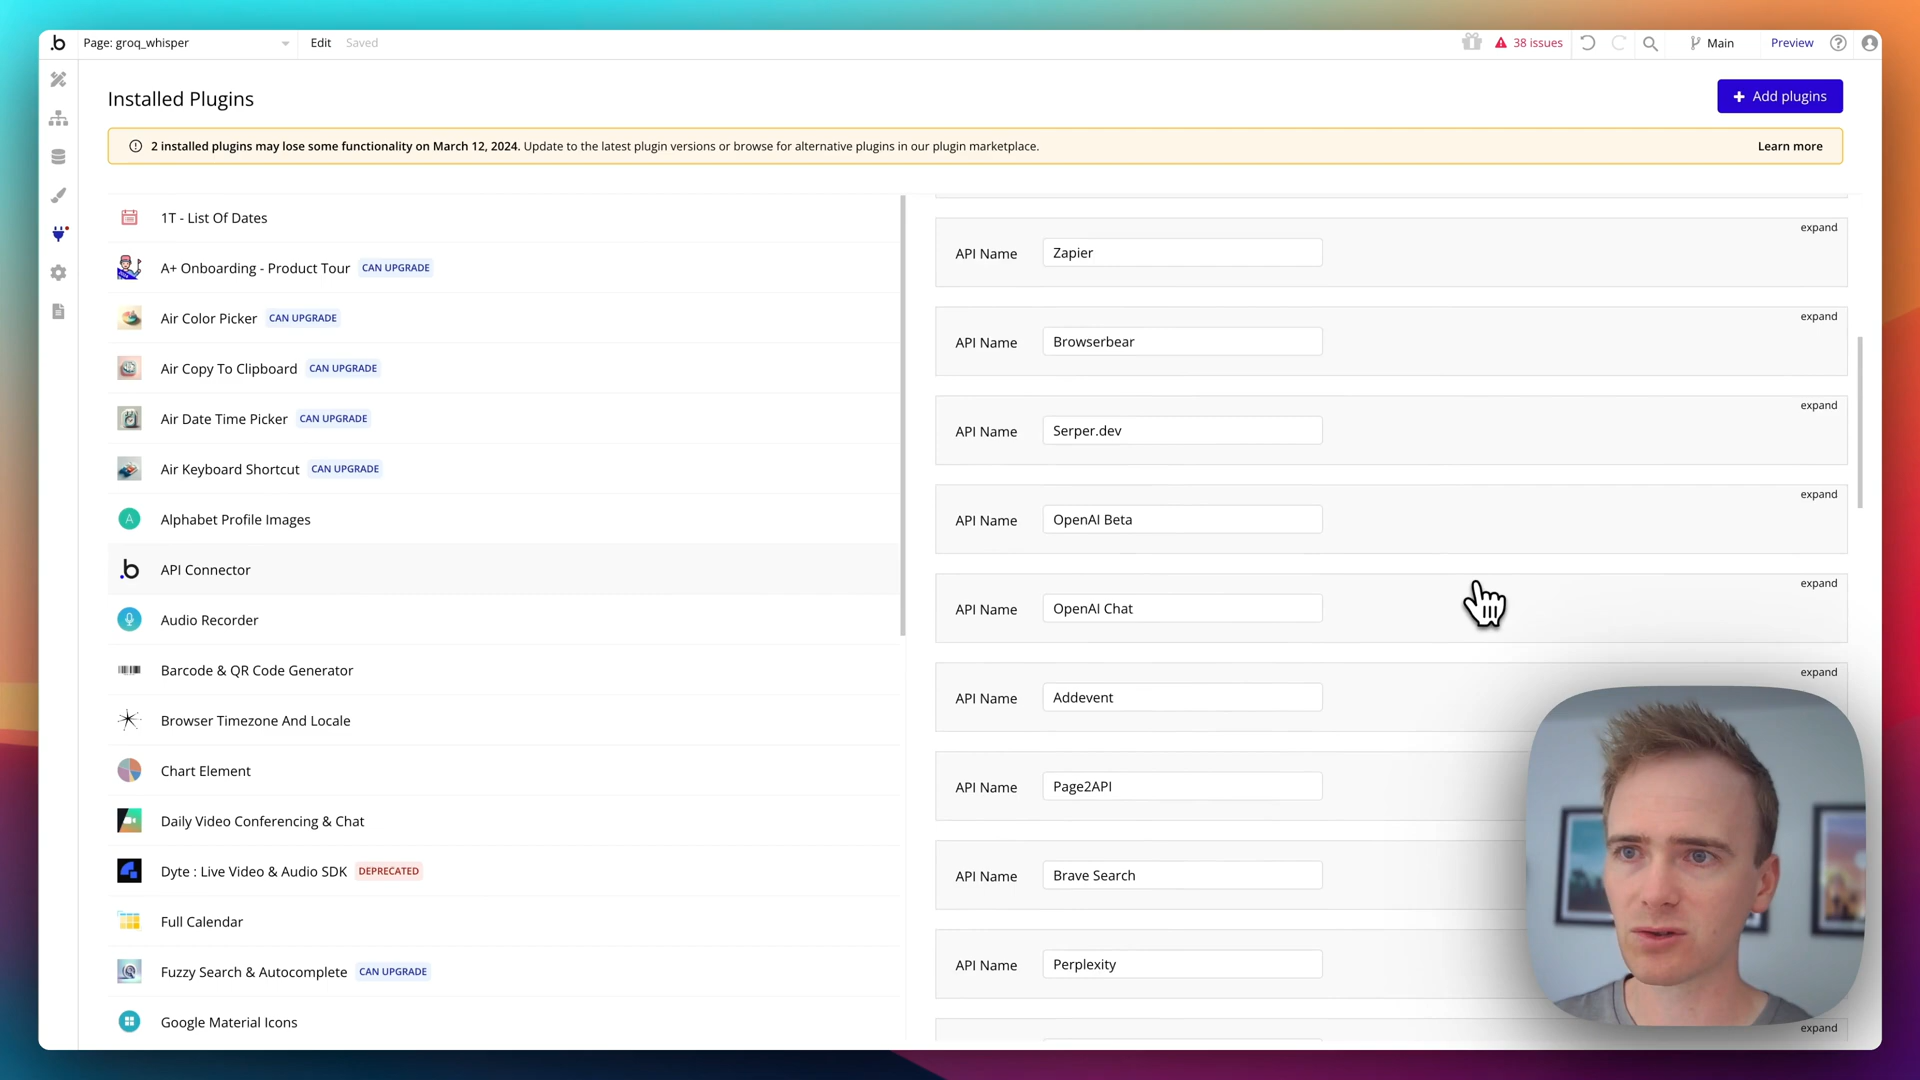 .b Page: groq_whisper Edit Saved 38 issues Main Preview
Installed Plugins
+ Add plugins
2 installed plugins may lose some functionality on March 12, 2024. Update to the latest plugin versions or browse for alternative plugins in our plugin marketplace. Learn more
1T - List Of Dates
A+ Onboarding - Product Tour CAN UPGRADE
Air Color Picker CAN UPGRADE
Air Copy To Clipboard CAN UPGRADE
Air Date Time Picker CAN UPGRADE
Air Keyboard Shortcut CAN UPGRADE
A Alphabet Profile Images
.b API Connector
Audio Recorder
Barcode & QR Code Generator
Browser Timezone And Locale
Chart Element
Daily Video Conferencing & Chat
Dyte : Live Video & Audio SDK DEPRECATED
Full Calendar
Fuzzy Search & Autocomplete CAN UPGRADE
Google Material Icons
expand
API Name Zapier
expand
API Name Browserbear
expand
API Name Serper.dev
expand
API Name OpenAI Beta
expand
API Name OpenAI Chat
expand
API Name Addevent
API Name Page2API
API Name Brave Search
API Name Perplexity
expand